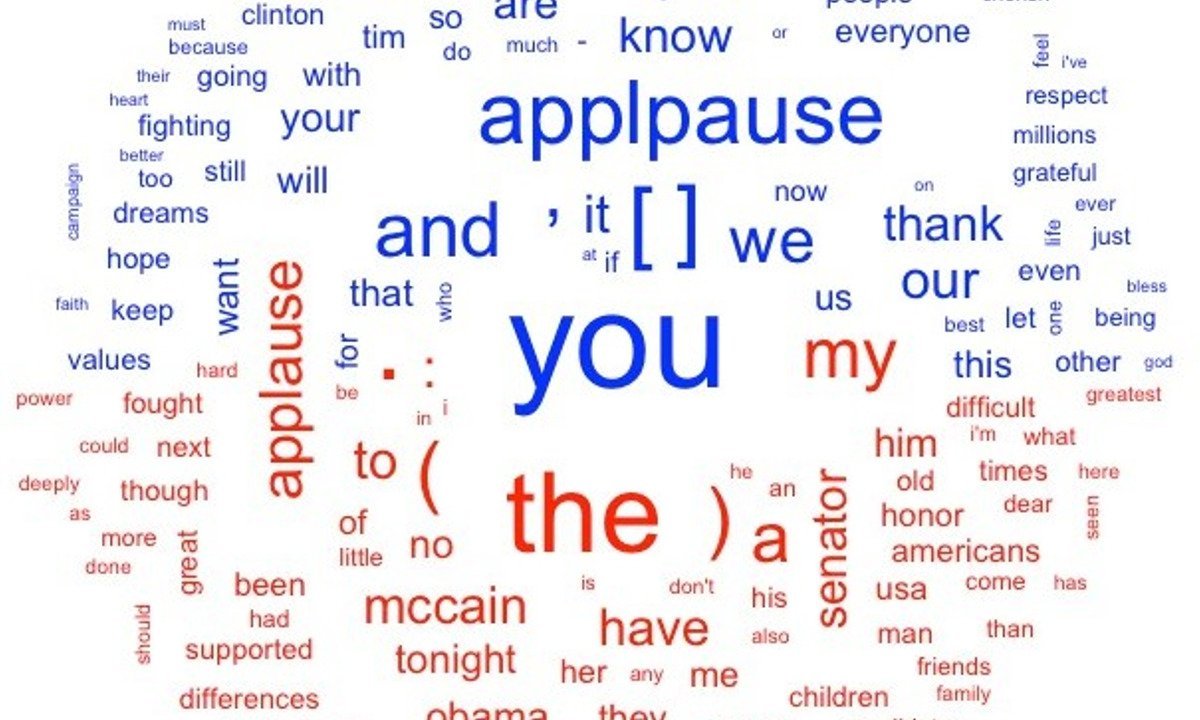 are
clinton
so
must
tim
know
or
everyone
because
do
much -
feel
i've
their
going
with
heart
applpause
respect
fighting
your
millions
better
too
still
will
now
on
grateful
campaign
dreams
and
,
it
[ ]
we
thank
life
ever
just
at
if
hope
want
that
who
us
our
even
bless
faith
keep
you
best
let
one
being
values
for
my
this
other
god
hard
applause
. :
be
in
i
power
fought
difficult
greatest
could
next
to
(
him
i'm
what
deeply
though
the
)
he
an
senator
old
times
here
as
of
a
honor
dear
seen
more
great
little
no
americans
done
been
is
don't
his
usa
come
has
should
had
mccain
have
also
man
than
supported
tonight
her
any
me
friends
differences
children
family
obama
they